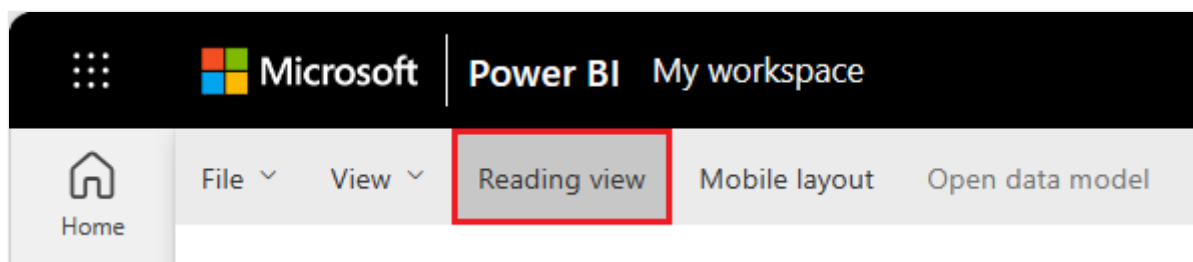 Microsoft Power BI My workspace
File View Reading view Mobile layout Open data model
Home